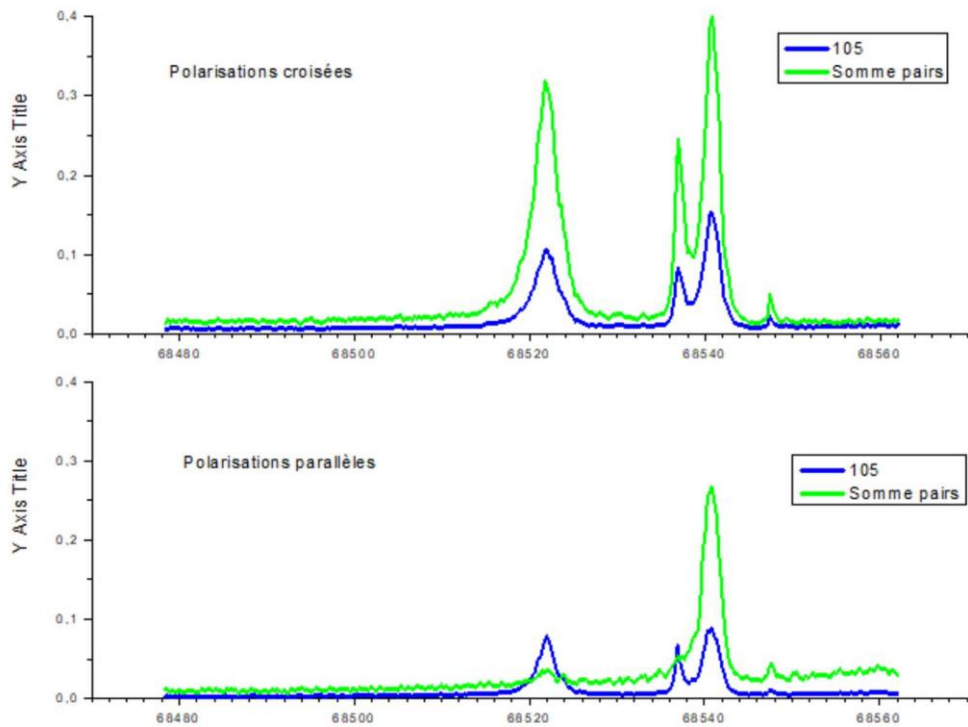 0,4
0,3
0,2
0,1
0,0
Y Axis Title
Polarisations croisées
105
Somme pairs
68480 68500 68520 68540 68560
0,4
0,3
0,2
0,1
0,0
Y Axis Title
Polarisations parallèles
105
Somme pairs
68480 68500 68520 68540 68560